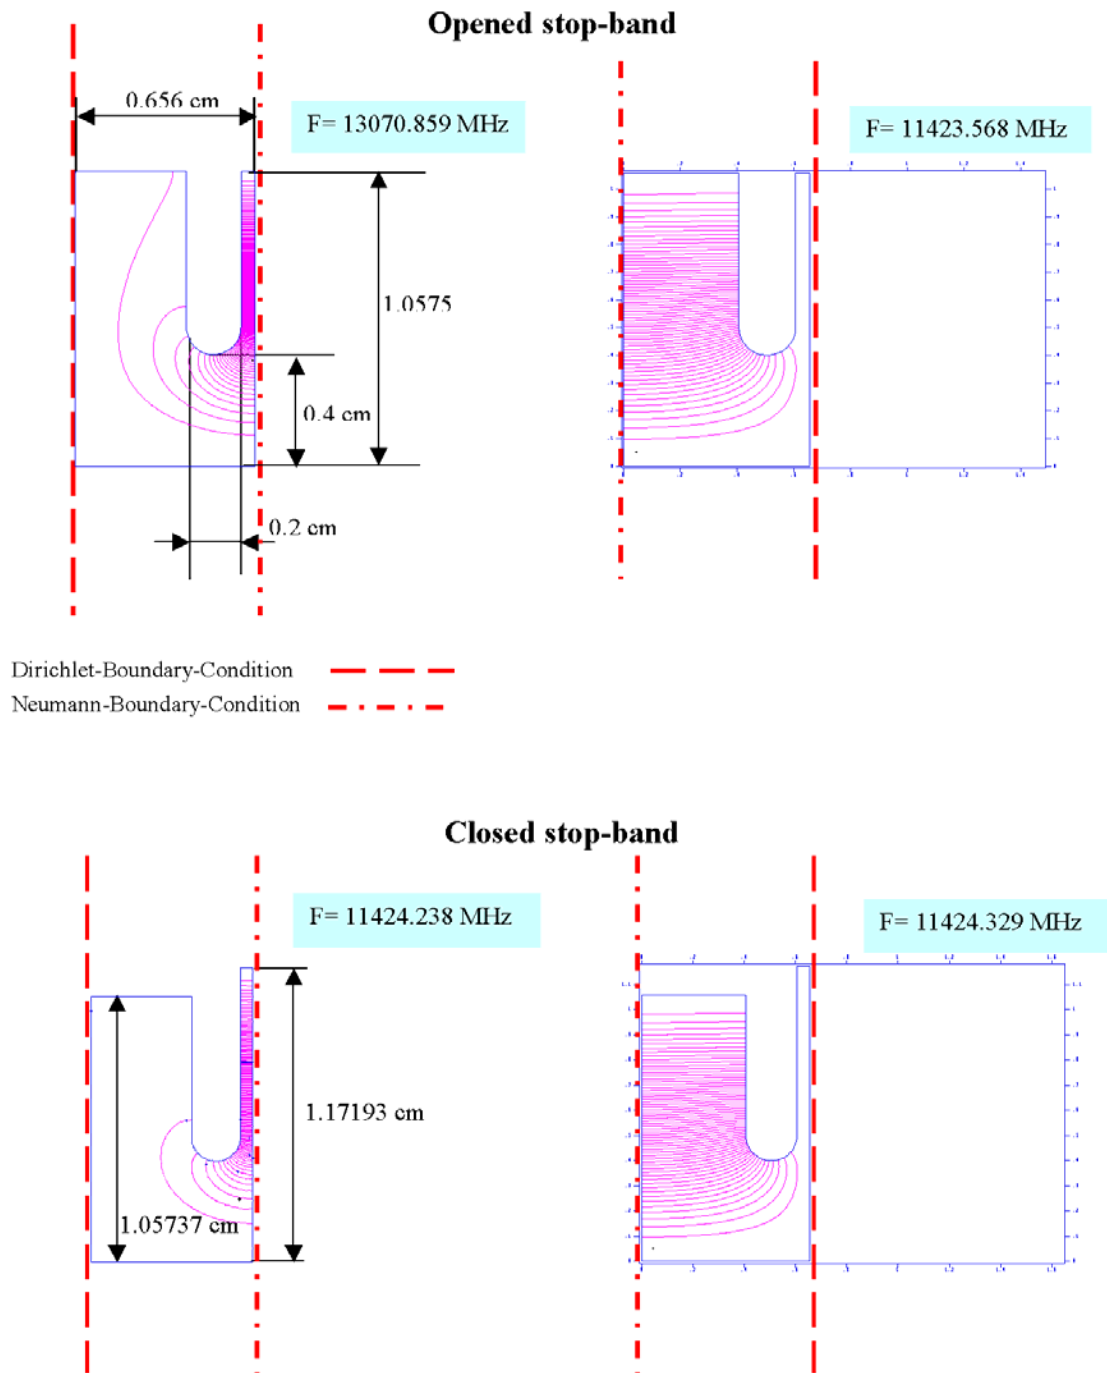 Opened stop-band
0.656 cm
F= 13070.859 MHz
F= 11423.568 MHz
1.0575
0.4 cm
0.2 cm
Dirichlet-Boundary-Condition
Neumann-Boundary-Condition
Closed stop-band
F= 11424.238 MHz
F= 11424.329 MHz
1.17193 cm
1.05737 cm